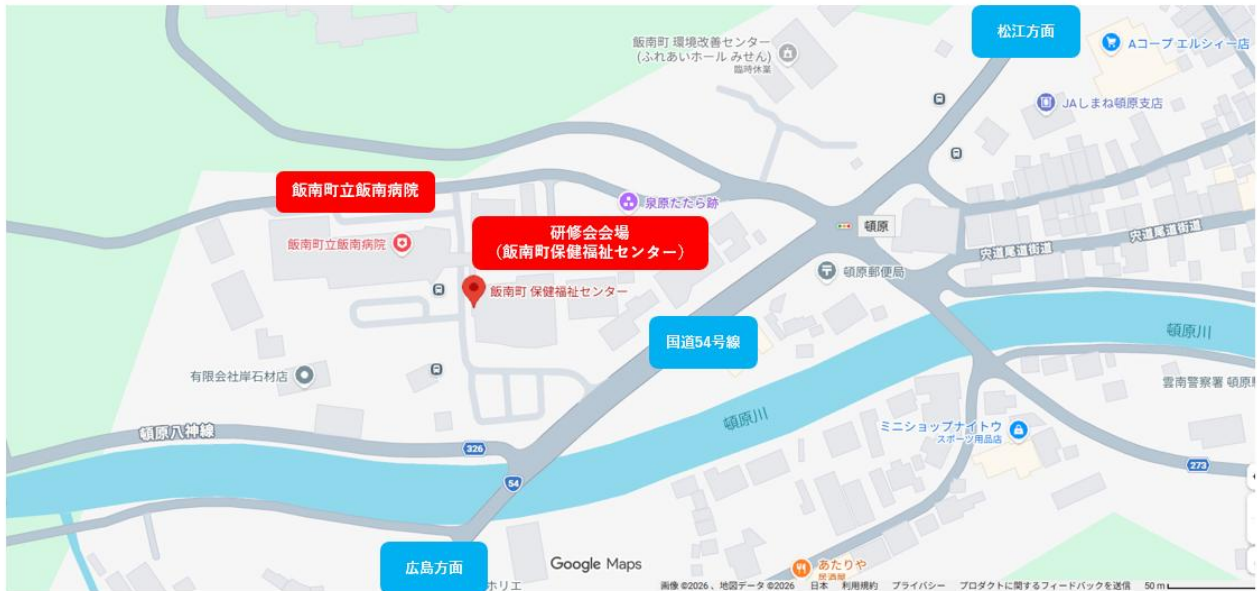 松江方面
飯南町 環境改善センター
(ふれあいホール みせん)
臨時休業
Aコープ エルシィー店
JAしまね頓原支店
飯南町立飯南病院
泉原たたら跡
研修会会場
（飯南町保健福祉センター）
飯南町立飯南病院
頓原
宍道尾道街道
宍道尾道街道
頓原郵便局
飯南町 保健福祉センター
国道54号線
頓原川
有限会社岸石材店
雲南警察署 頓原
頓原川
ミニショップナイトウ
スポーツ用品店
頓原八神線
326
273
54
広島方面
ホリエ
Google Maps
あたりや
居酒屋
画像 ©2026 、地図データ ©2026 日本 利用規約 プライバシー プロダクトに関するフィードバックを送信 50 m